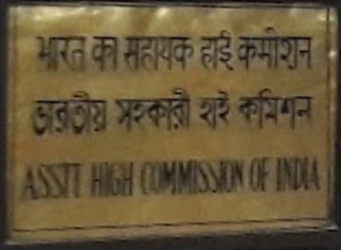 भारत का सहायक हाई कमीशन
ভারতীয় সহকারী হাই কমিশন
ASSTT HIGH COMMISSION OF INDIA